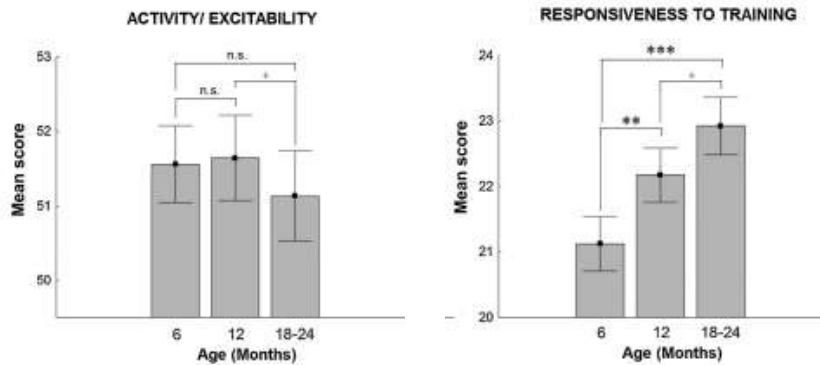 ACTIVITY/ EXCITABILITY
53
52
51
50
Mean score
n.s.
n.s.
*
6 12 18-24
Age (Months)
RESPONSIVENESS TO TRAINING
24
23
22
21
20
Mean score
***
*
**
6 12 18-24
Age (Months)